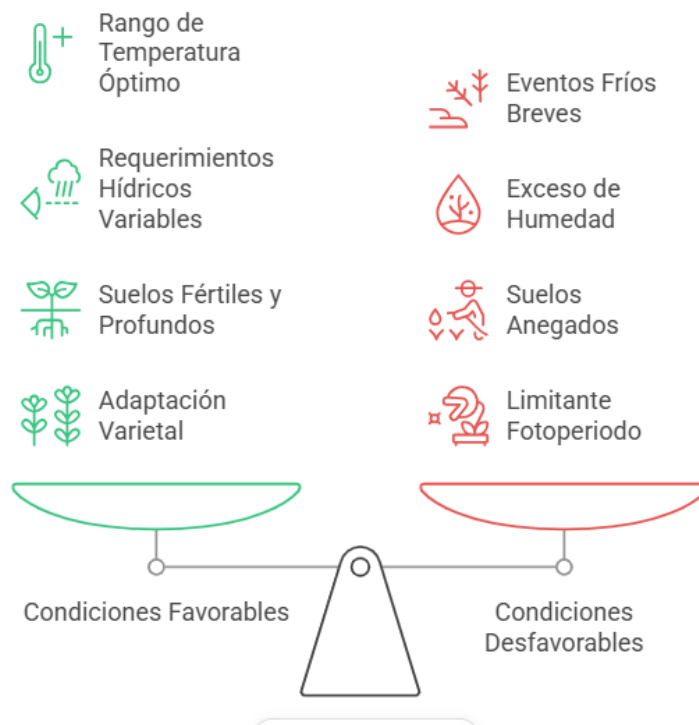 Rango de
Temperatura
Óptimo
Requerimientos
Hídricos
Variables
Suelos Fértiles y
Profundos
Adaptación
Varietal
Condiciones Favorables
Eventos Fríos
Breves
Exceso de
Humedad
Suelos
Anegados
Limitante
Fotoperiodo
Condiciones
Desfavorables